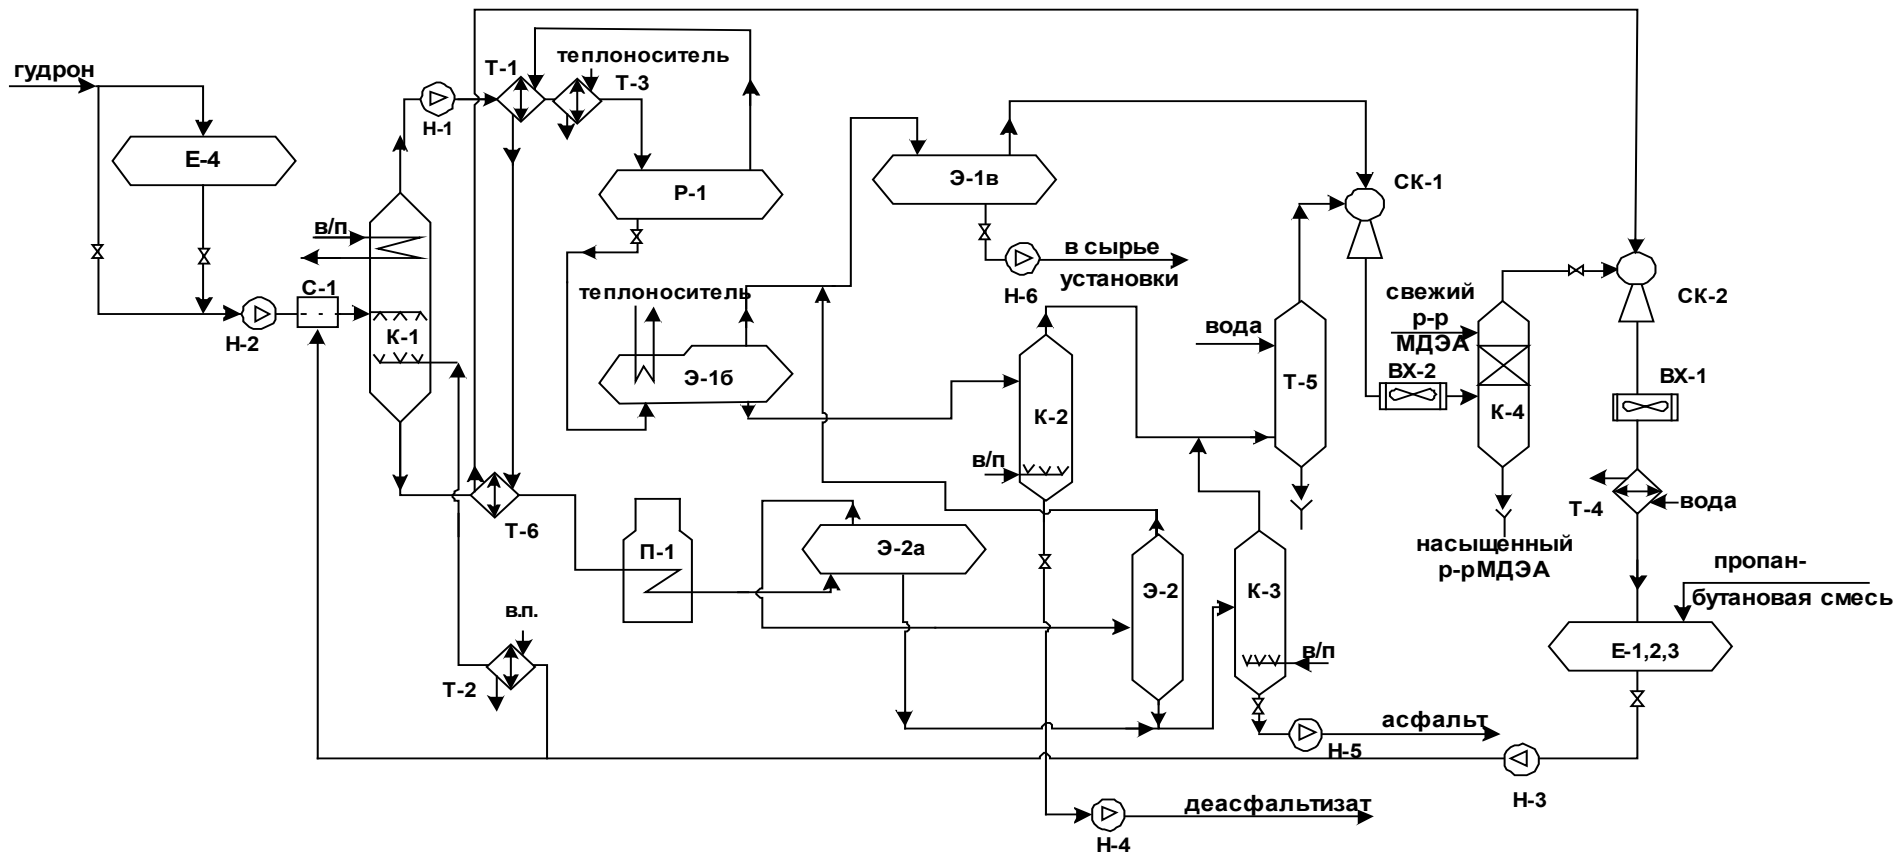 гудрон
Е-4
Н-2
С-1
в/п
К-1
Н-1
Т-1
теплоноситель
Т-3
Р-1
теплоноситель
Э-1б
Э-1в
Н-6
в сырье
установки
СК-1
СК-2
вода
Т-5
свежий
р-р
МДЭА
ВХ-2
К-4
ВХ-1
К-2
в/п
Т-6
П-1
Э-2а
Э-2
К-3
в/п
насыщенный
р-рМДЭА
Т-4
вода
пропан-
бутановая смесь
Е-1,2,3
в.п.
Т-2
асфальт
Н-5
Н-3
деасфальтизат
Н-4